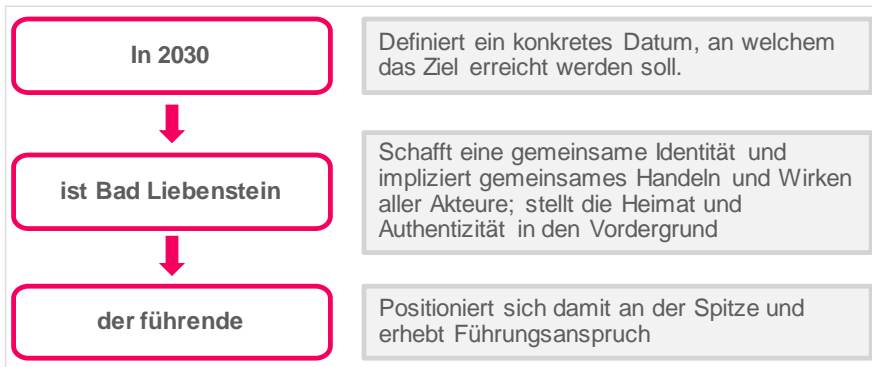 In 2030
Definiert ein konkretes Datum, an welchem
das Ziel erreicht werden soll.
ist Bad Liebenstein
Schafft eine gemeinsame Identität und
impliziert gemeinsames Handeln und Wirken
aller Akteure; stellt die Heimat und
Authentizität in den Vordergrund
der führende
Positioniert sich damit an der Spitze und
erhebt Führungsanspruch